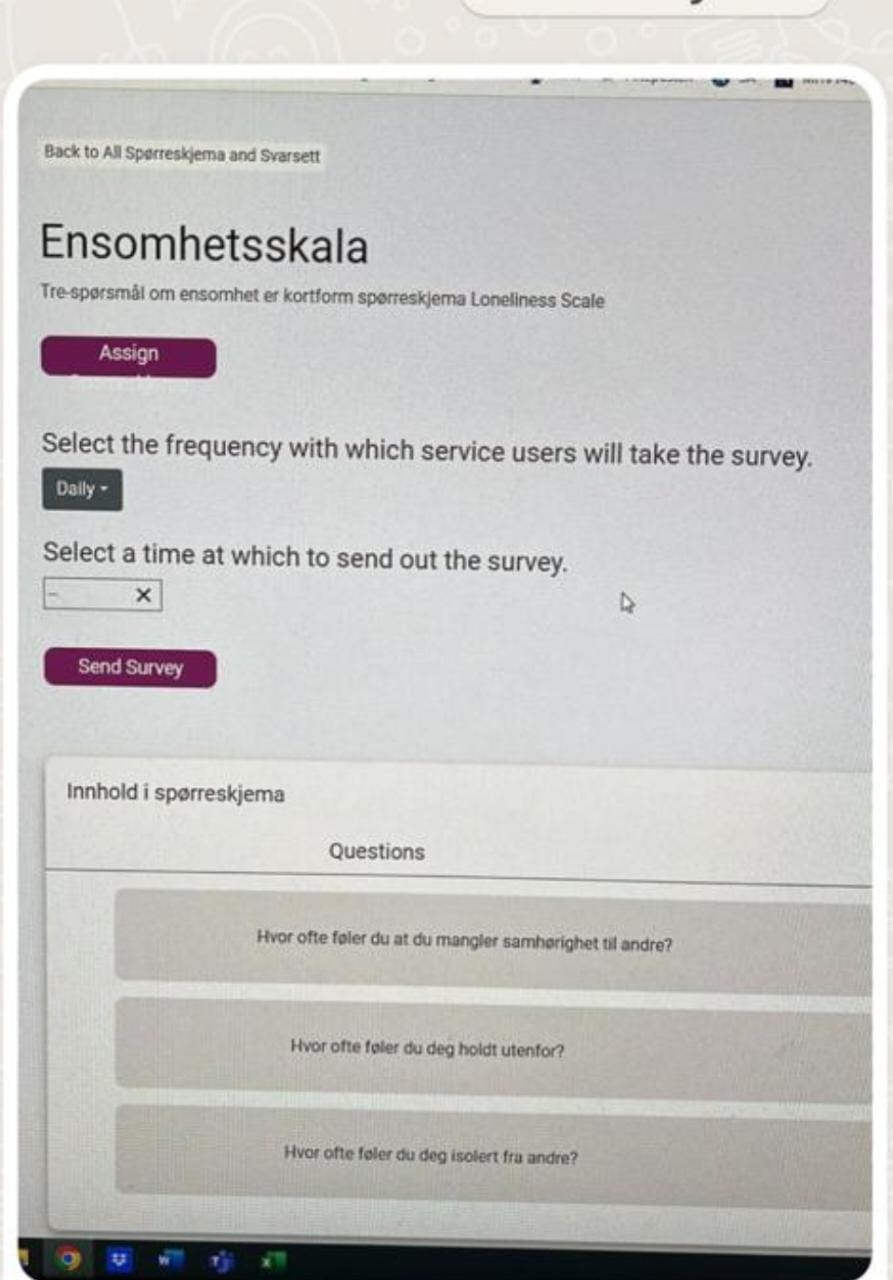 Back to All Spørreskjema and Svarsett
Ensomhetsskala
Tre-spørsmål om ensomhet er kortform spørreskjema Loneliness Scale
Assign
Select the frequency with which service users will take the survey.
Daily
Select a time at which to send out the survey.
Send Survey
Innhold i spørreskjema
Questions
Hvor ofte føler du at du mangler samhørighet til andre?
Hvor ofte føler du deg holdt utenfor?
Hvor ofte føler du deg isolert fra andre?